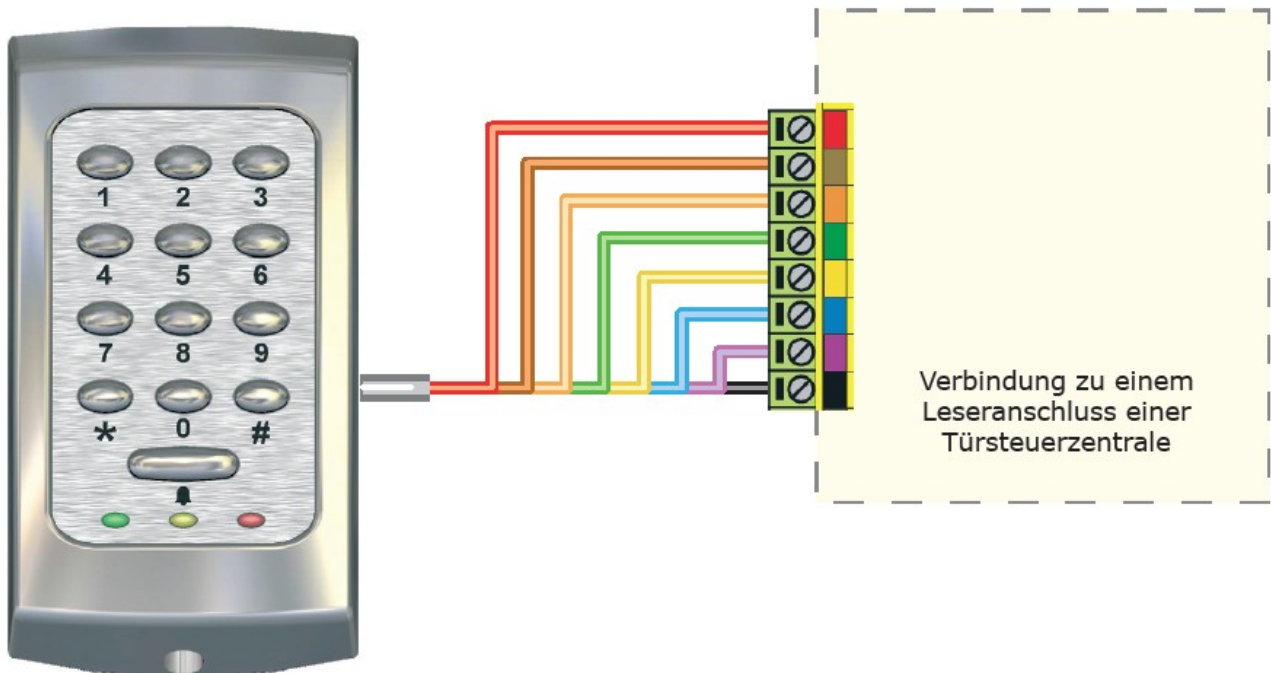 1 2 3
4 5 6
7 8 9
* 0 #
Verbindung zu einem
Leseranschluss einer
Türsteuerzentrale